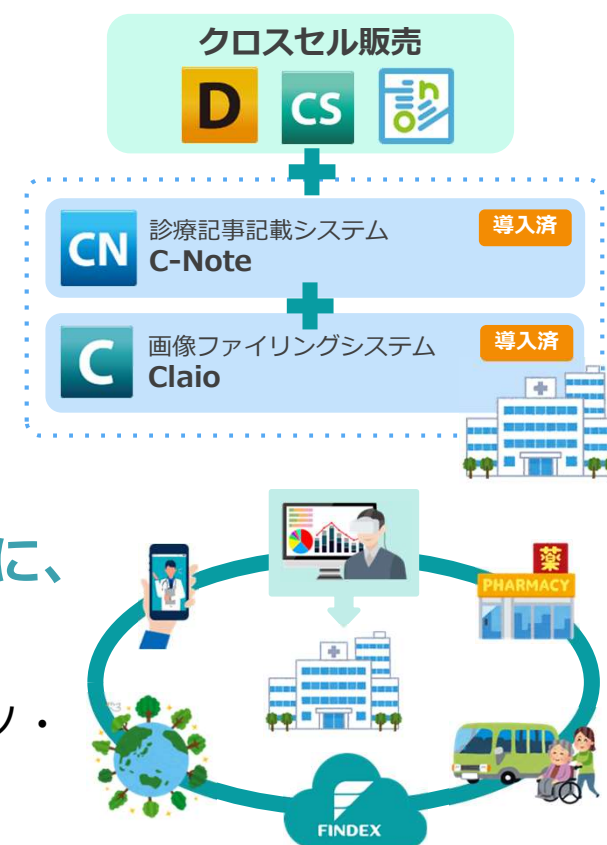 クロスセル販売
D
CS
CN
診療記事記載システム
C-Note
導入済
C
画像ファイリングシステム
Claio
導入済
に、
薬
PHARMACY
ソ・
FINDEX